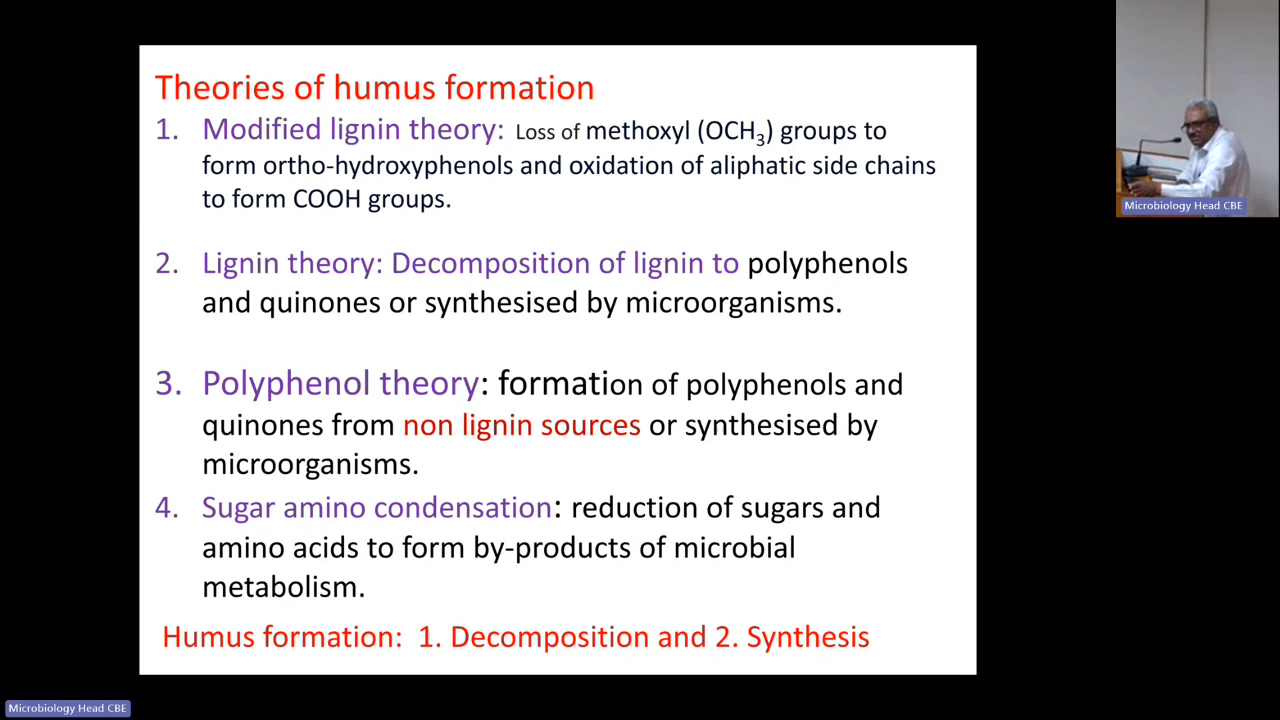 Theories of humus formation
1. Modified lignin theory: Loss of methoxyl (OCH₃) groups to
form ortho-hydroxyphenols and oxidation of aliphatic side chains
to form COOH groups.
2. Lignin theory: Decomposition of lignin to polyphenols
and quinones or synthesised by microorganisms.
3. Polyphenol theory: formation of polyphenols and
quinones from non lignin sources or synthesised by
microorganisms.
4. Sugar amino condensation: reduction of sugars and
amino acids to form by-products of microbial
metabolism.
Humus formation: 1. Decomposition and 2. Synthesis
Microbiology Head CBE
Microbiology Head CBE